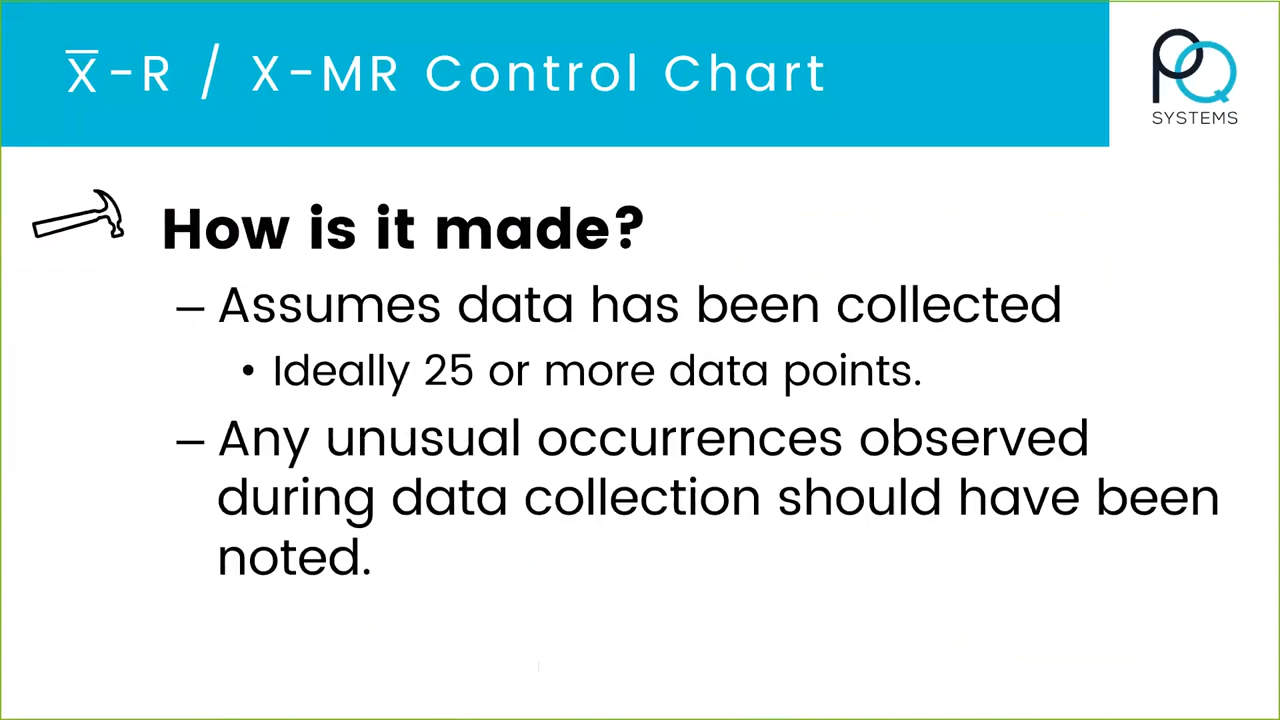 X̅-R / X-MR Control Chart
PQ
SYSTEMS
How is it made?
– Assumes data has been collected
• Ideally 25 or more data points.
– Any unusual occurrences observed
during data collection should have been
noted.